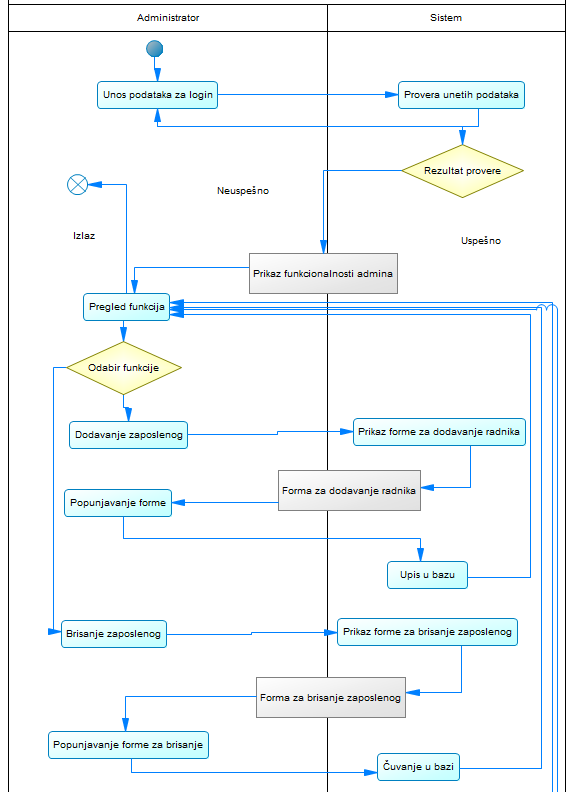 Administrator
Sistem
Unos podataka za login
Provera unetih podataka
Rezultat provere
Neuspešno
Izlaz
Uspešno
Prikaz funkcionalnosti admina
Pregled funkcija
Odabir funkcije
Dodavanje zaposlenog
Prikaz forme za dodavanje radnika
Forma za dodavanje radnika
Popunjavanje forme
Upis u bazu
Brisanje zaposlenog
Prikaz forme za brisanje zaposlenog
Forma za brisanje zaposlenog
Popunjavanje forme za brisanje
Čuvanje u bazi